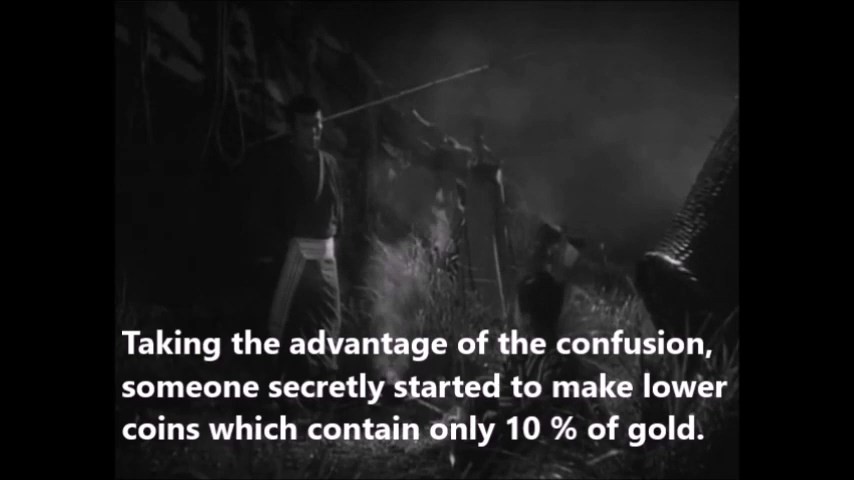 Taking the advantage of the confusion,
someone secretly started to make lower
coins which contain only 10 % of gold.